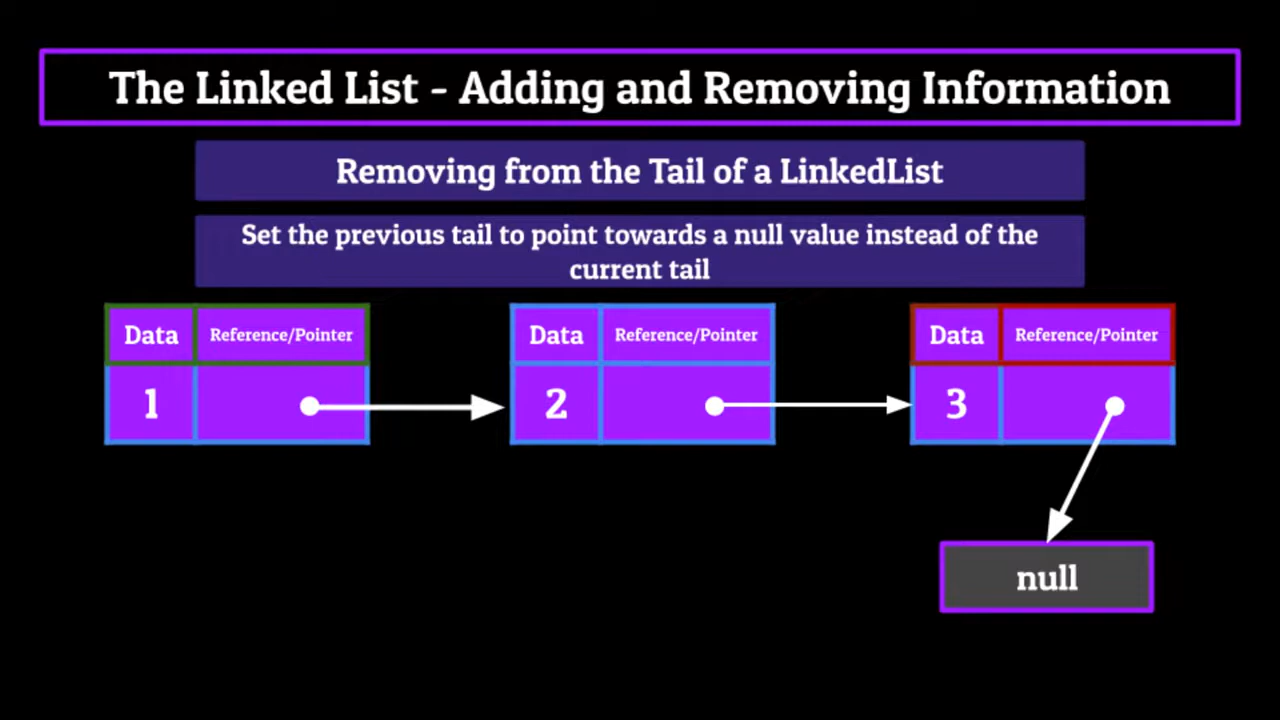 The Linked List - Adding and Removing Information
Removing from the Tail of a LinkedList
Set the previous tail to point towards a null value instead of the
current tail
Data Reference/Pointer Data Reference/Pointer Data Reference/Pointer
1 2 3
null